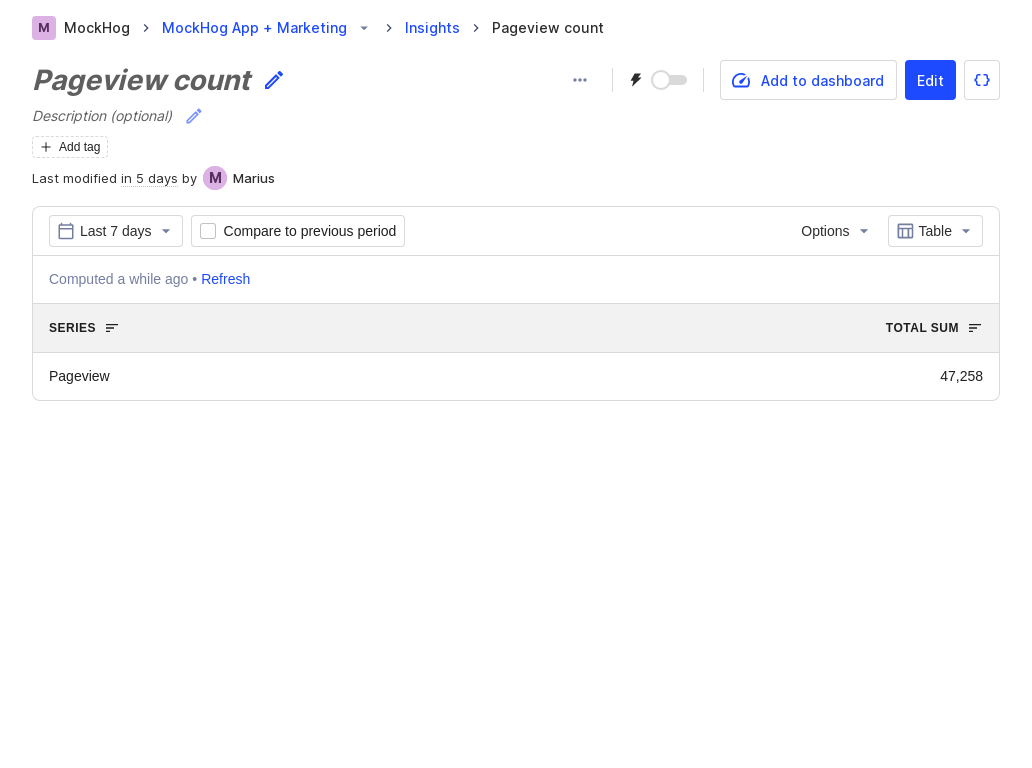 M MockHog MockHog App + Marketing Insights Pageview count
Pageview count
Add to dashboard Edit {}
Description (optional)
Add tag
Last modified in 5 days by M Marius
Last 7 days Compare to previous period Options Table
Computed a while ago • Refresh
SERIES TOTAL SUM
Pageview 47,258